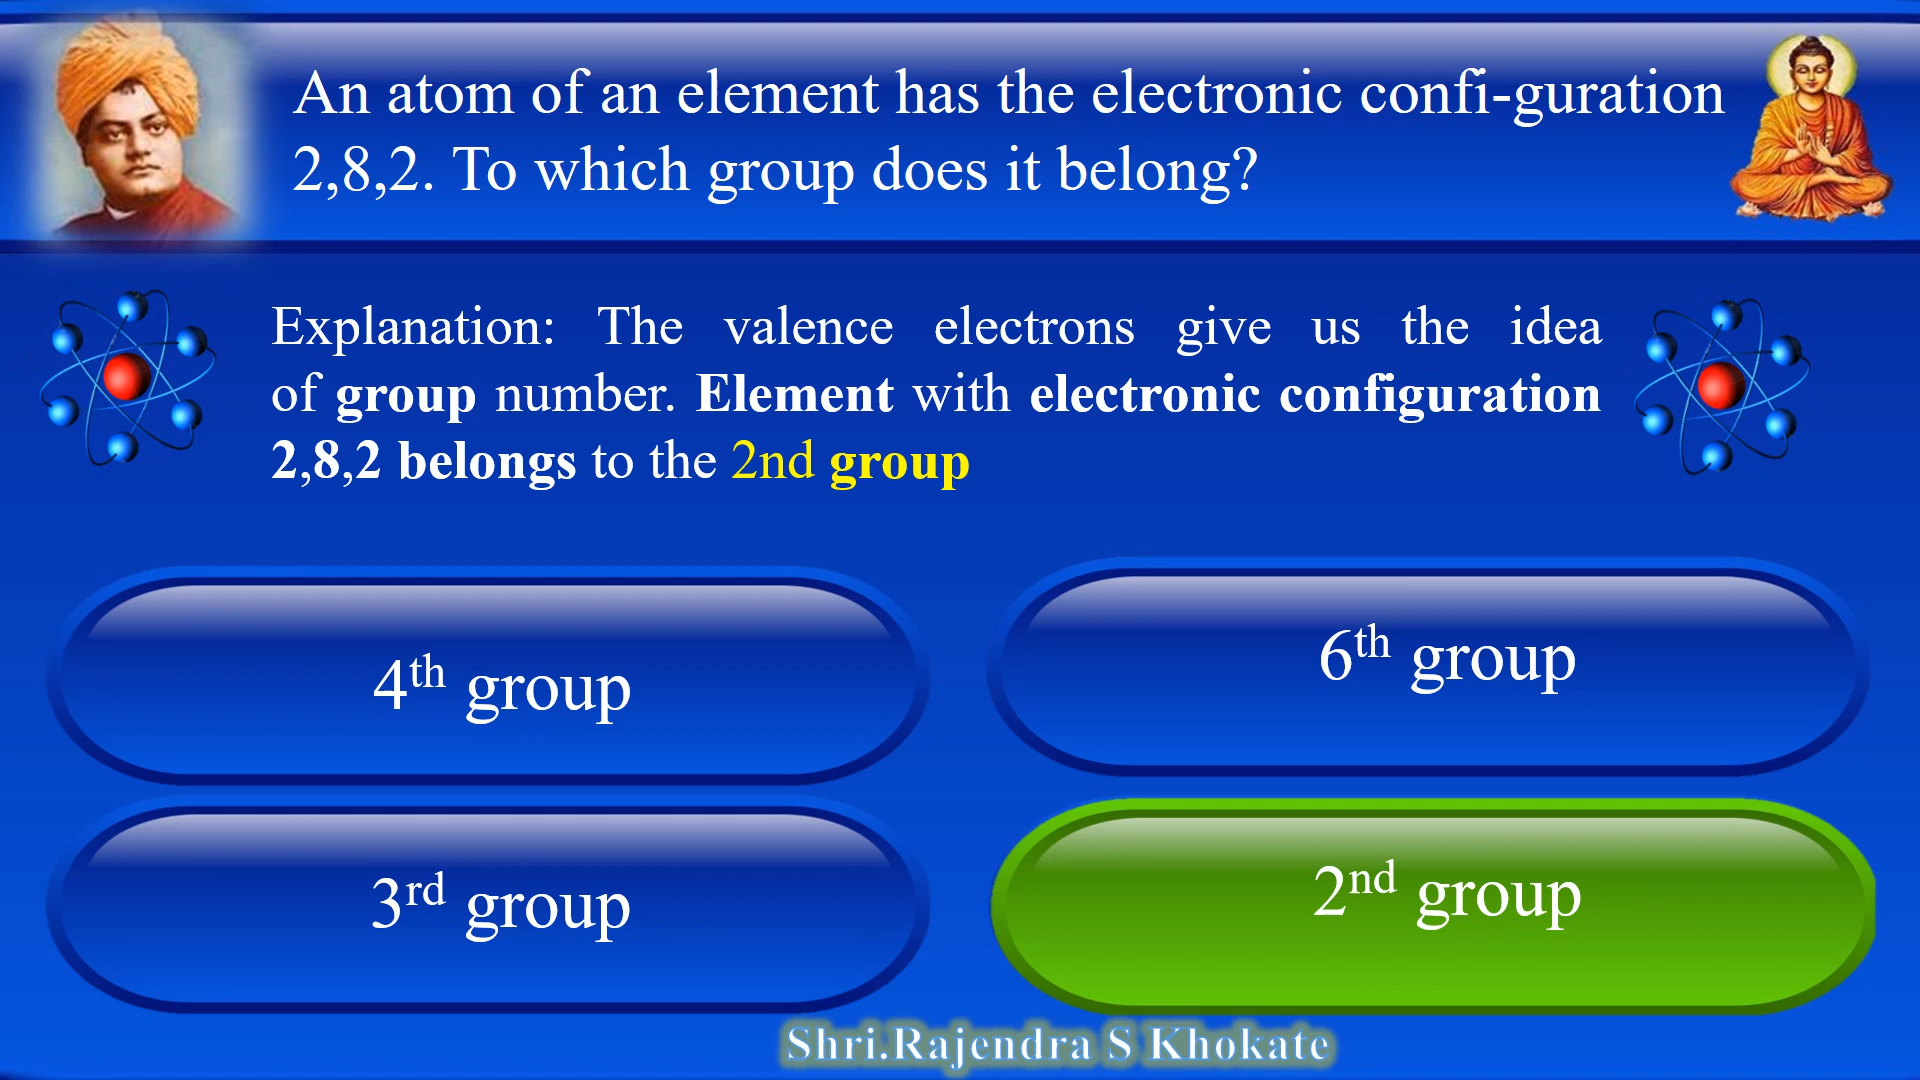 An atom of an element has the electronic confi-guration
2,8,2. To which group does it belong?
Explanation: The valence electrons give us the idea
of group number. Element with electronic configuration
2,8,2 belongs to the 2nd group
4th group
6th group
3rd group
2nd group
Shri.Rajendra S Khokate